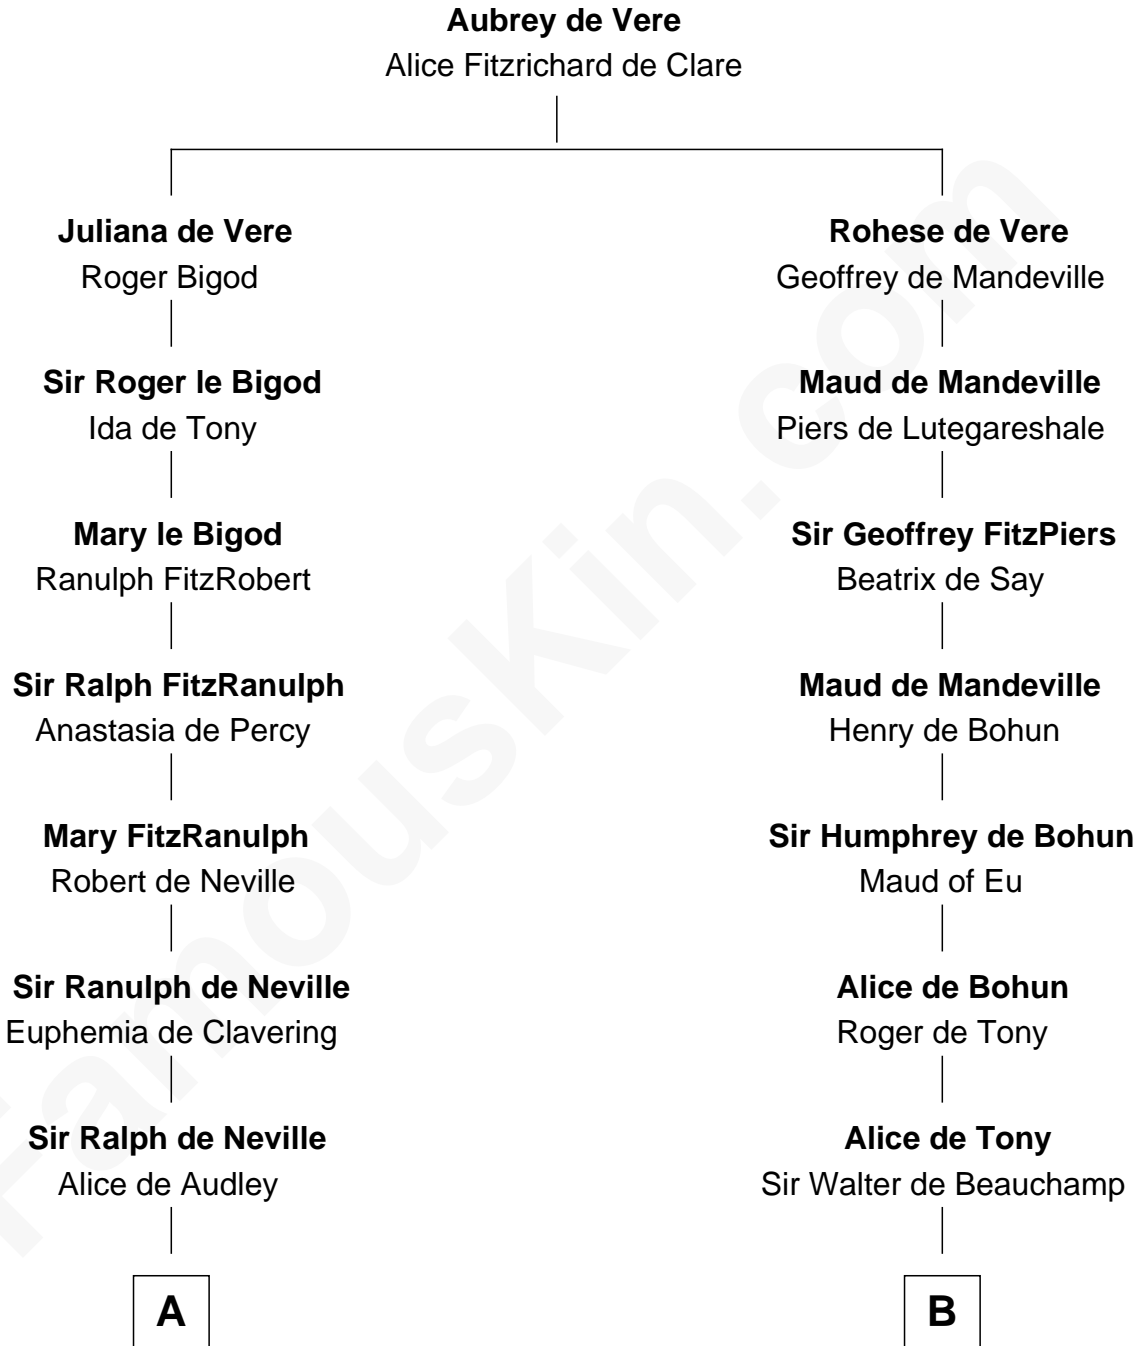 Aubrey de Vere
Alice Fitzrichard de Clare
Juliana de Vere
Roger Bigod
Rohese de Vere
Geoffrey de Mandeville
Sir Roger le Bigod
Ida de Tony
Maud de Mandeville
Piers de Lutegareshale
Mary le Bigod
Ranulph FitzRobert
Sir Geoffrey FitzPiers
Beatrix de Say
Sir Ralph FitzRanulph
Anastasia de Percy
Maud de Mandeville
Henry de Bohun
Mary FitzRanulph
Robert de Neville
Sir Humphrey de Bohun
Maud of Eu
Sir Ranulph de Neville
Euphemia de Clavering
Alice de Bohun
Roger de Tony
Sir Ralph de Neville
Alice de Audley
Alice de Tony
Sir Walter de Beauchamp
A
B
FamousKin.com